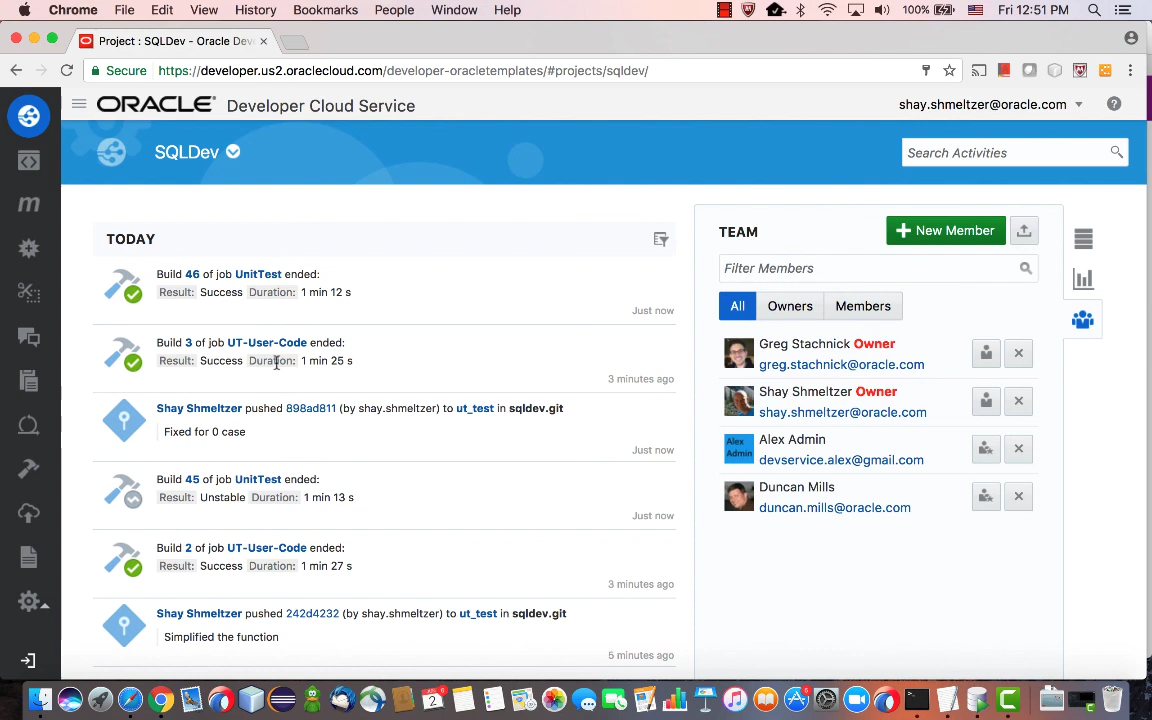 Chrome File Edit View History Bookmarks People Window Help 100% Fri 12:51 PM
Project : SQLDev - Oracle Dev
Secure https://developer.us2.oraclecloud.com/developer-oracletemplates/#projects/sqldev/
ORACLE Developer Cloud Service shay.shmeltzer@oracle.com
SQLDev Search Activities
TODAY
Build 46 of job UnitTest ended:
Result: Success Duration: 1 min 12 s
Just now
Build 3 of job UT-User-Code ended:
Result: Success Duration: 1 min 25 s
3 minutes ago
Shay Shmeltzer pushed 898ad811 (by shay.shmeltzer) to ut_test in sqldev.git
Fixed for 0 case
Just now
Build 45 of job UnitTest ended:
Result: Unstable Duration: 1 min 13 s
Just now
Build 2 of job UT-User-Code ended:
Result: Success Duration: 1 min 27 s
3 minutes ago
Shay Shmeltzer pushed 242d4232 (by shay.shmeltzer) to ut_test in sqldev.git
Simplified the function
5 minutes ago
TEAM New Member
Filter Members
All Owners Members
Greg Stachnick Owner
greg.stachnick@oracle.com
Shay Shmeltzer Owner
shay.shmeltzer@oracle.com
Alex Admin
Alex Admin
devservice.alex@gmail.com
Duncan Mills
duncan.mills@oracle.com